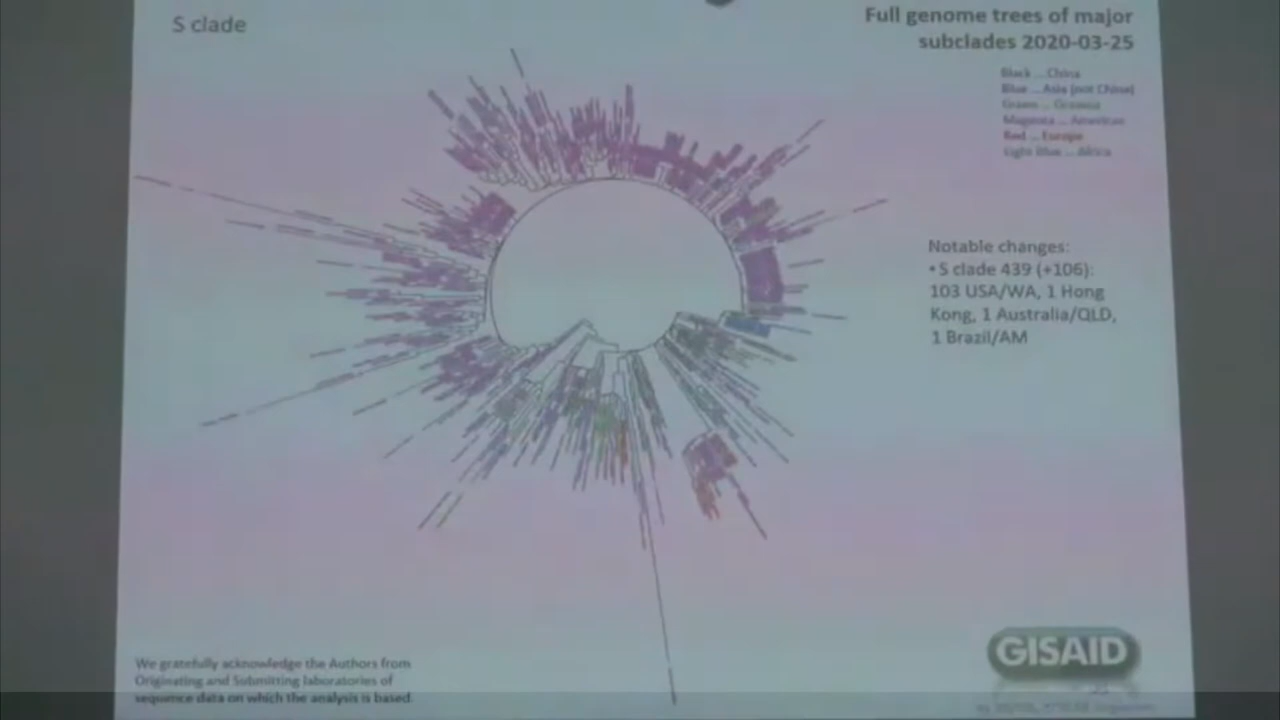 S clade
Full genome trees of major
subclades 2020-03-25
Black ... China
Blue ... Asia (not China)
Green ... Oceania
Magenta ... American
Red ... Europe
Light Blue ... Africa
Notable changes:
• S clade 439 (+106):
103 USA/WA, 1 Hong
Kong, 1 Australia/QLD,
1 Brazil/AM
We gratefully acknowledge the Authors from
Originating and Submitting laboratories of
sequence data on which the analysis is based.
GISAID